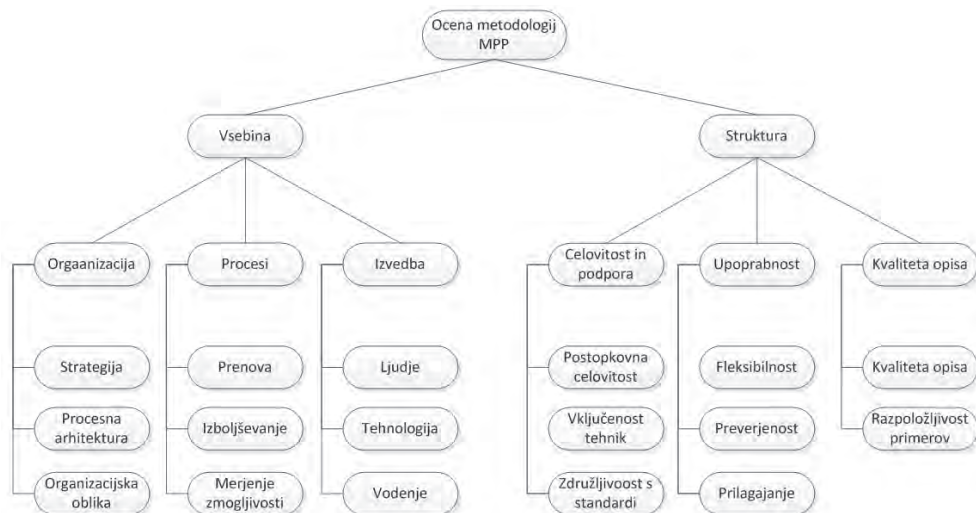 Ocena metodologij
MPP
Vsebina
Struktura
Orgaanizacija
Procesi
Izvedba
Celovitost in
podpora
Upoprabnost
Kvaliteta opisa
Strategija
Prenova
Ljudje
Postopkovna
celovitost
Fleksibilnost
Kvaliteta opisa
Procesna
arhitektura
Izboljševanje
Tehnologija
Vključenost
tehnik
Preverjenost
Razpoložljivost
primerov
Organizacijska
oblika
Merjenje
zmogljivosti
Vodenje
Združljivoost s
standardi
Prilagajanje